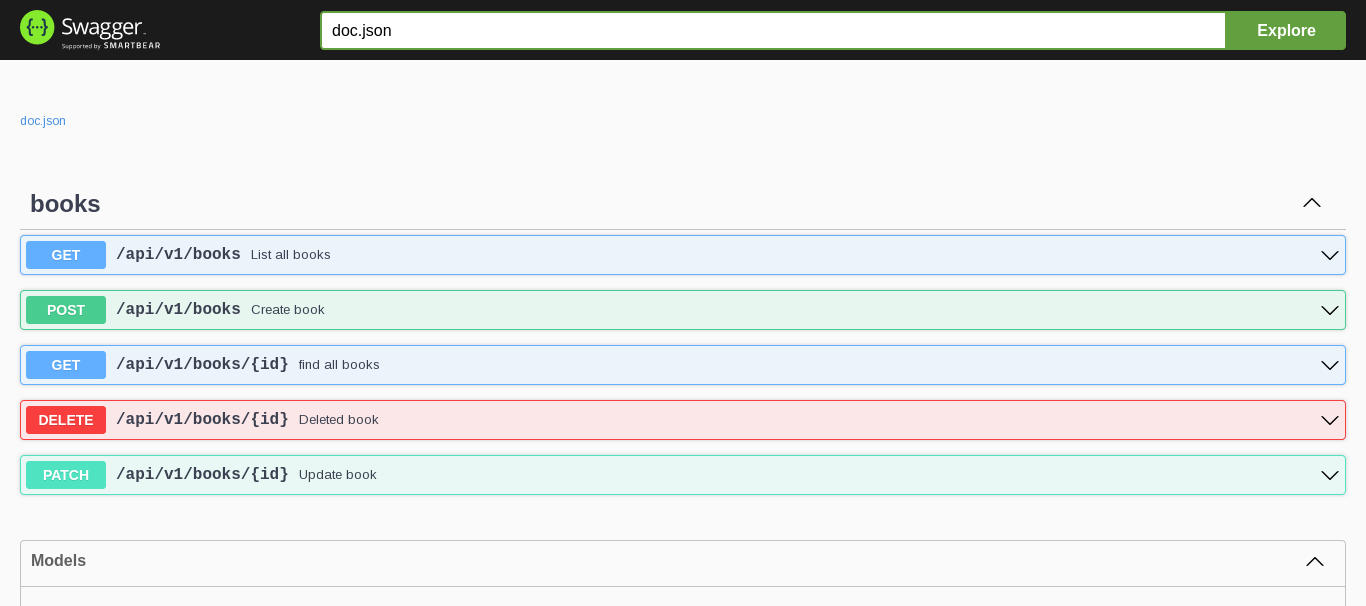 Swagger
Supported by SMARTBEAR
doc.json
Explore
doc.json
books
GET /api/v1/books List all books
POST /api/v1/books Create book
GET /api/v1/books/{id} find all books
DELETE /api/v1/books/{id} Deleted book
PATCH /api/v1/books/{id} Update book
Models